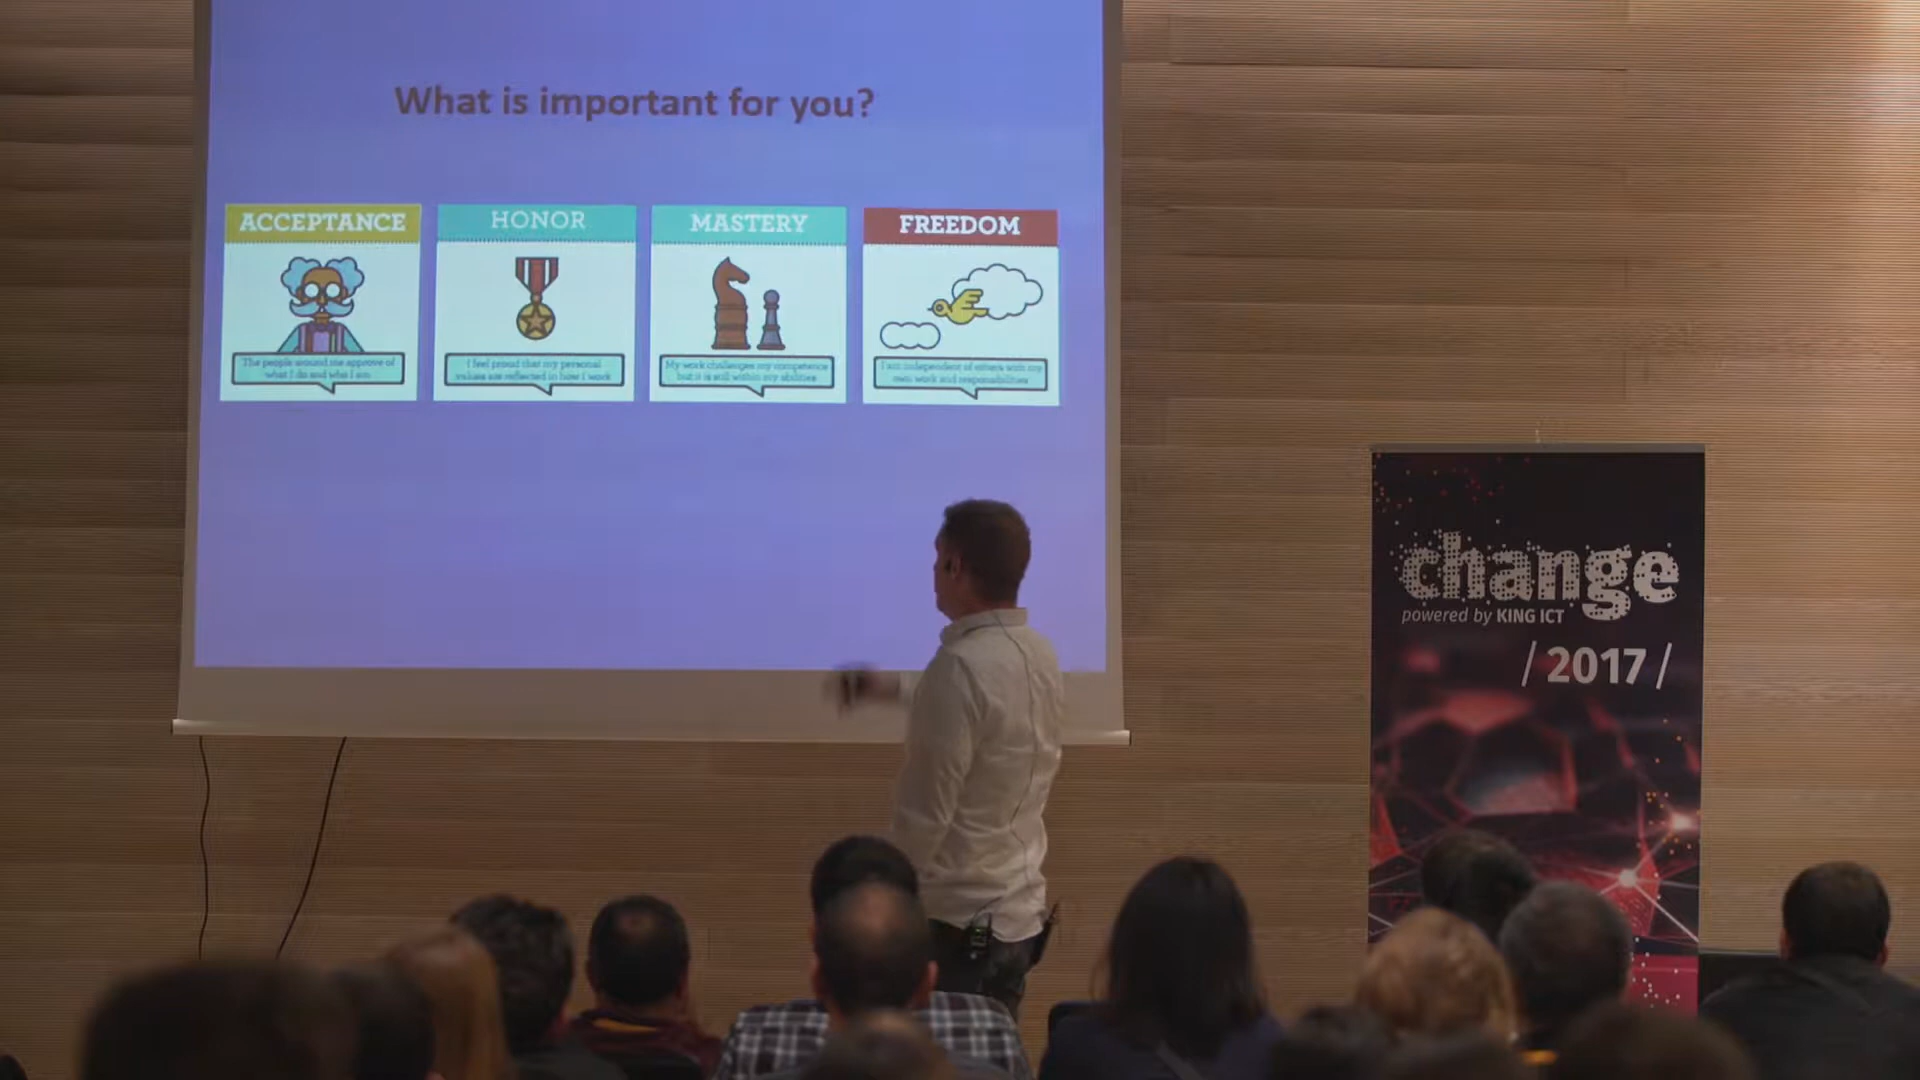 What is important for you?
ACCEPTANCE
The people around me approve of
what I do and who I am
HONOR
I feel proud that my personal
values are reflected in how I work
MASTERY
My work challenges my competence
but it is still within my abilities
FREEDOM
I am independent of others with my
own work and responsibilities
change
powered by KING ICT
/ 2017 /